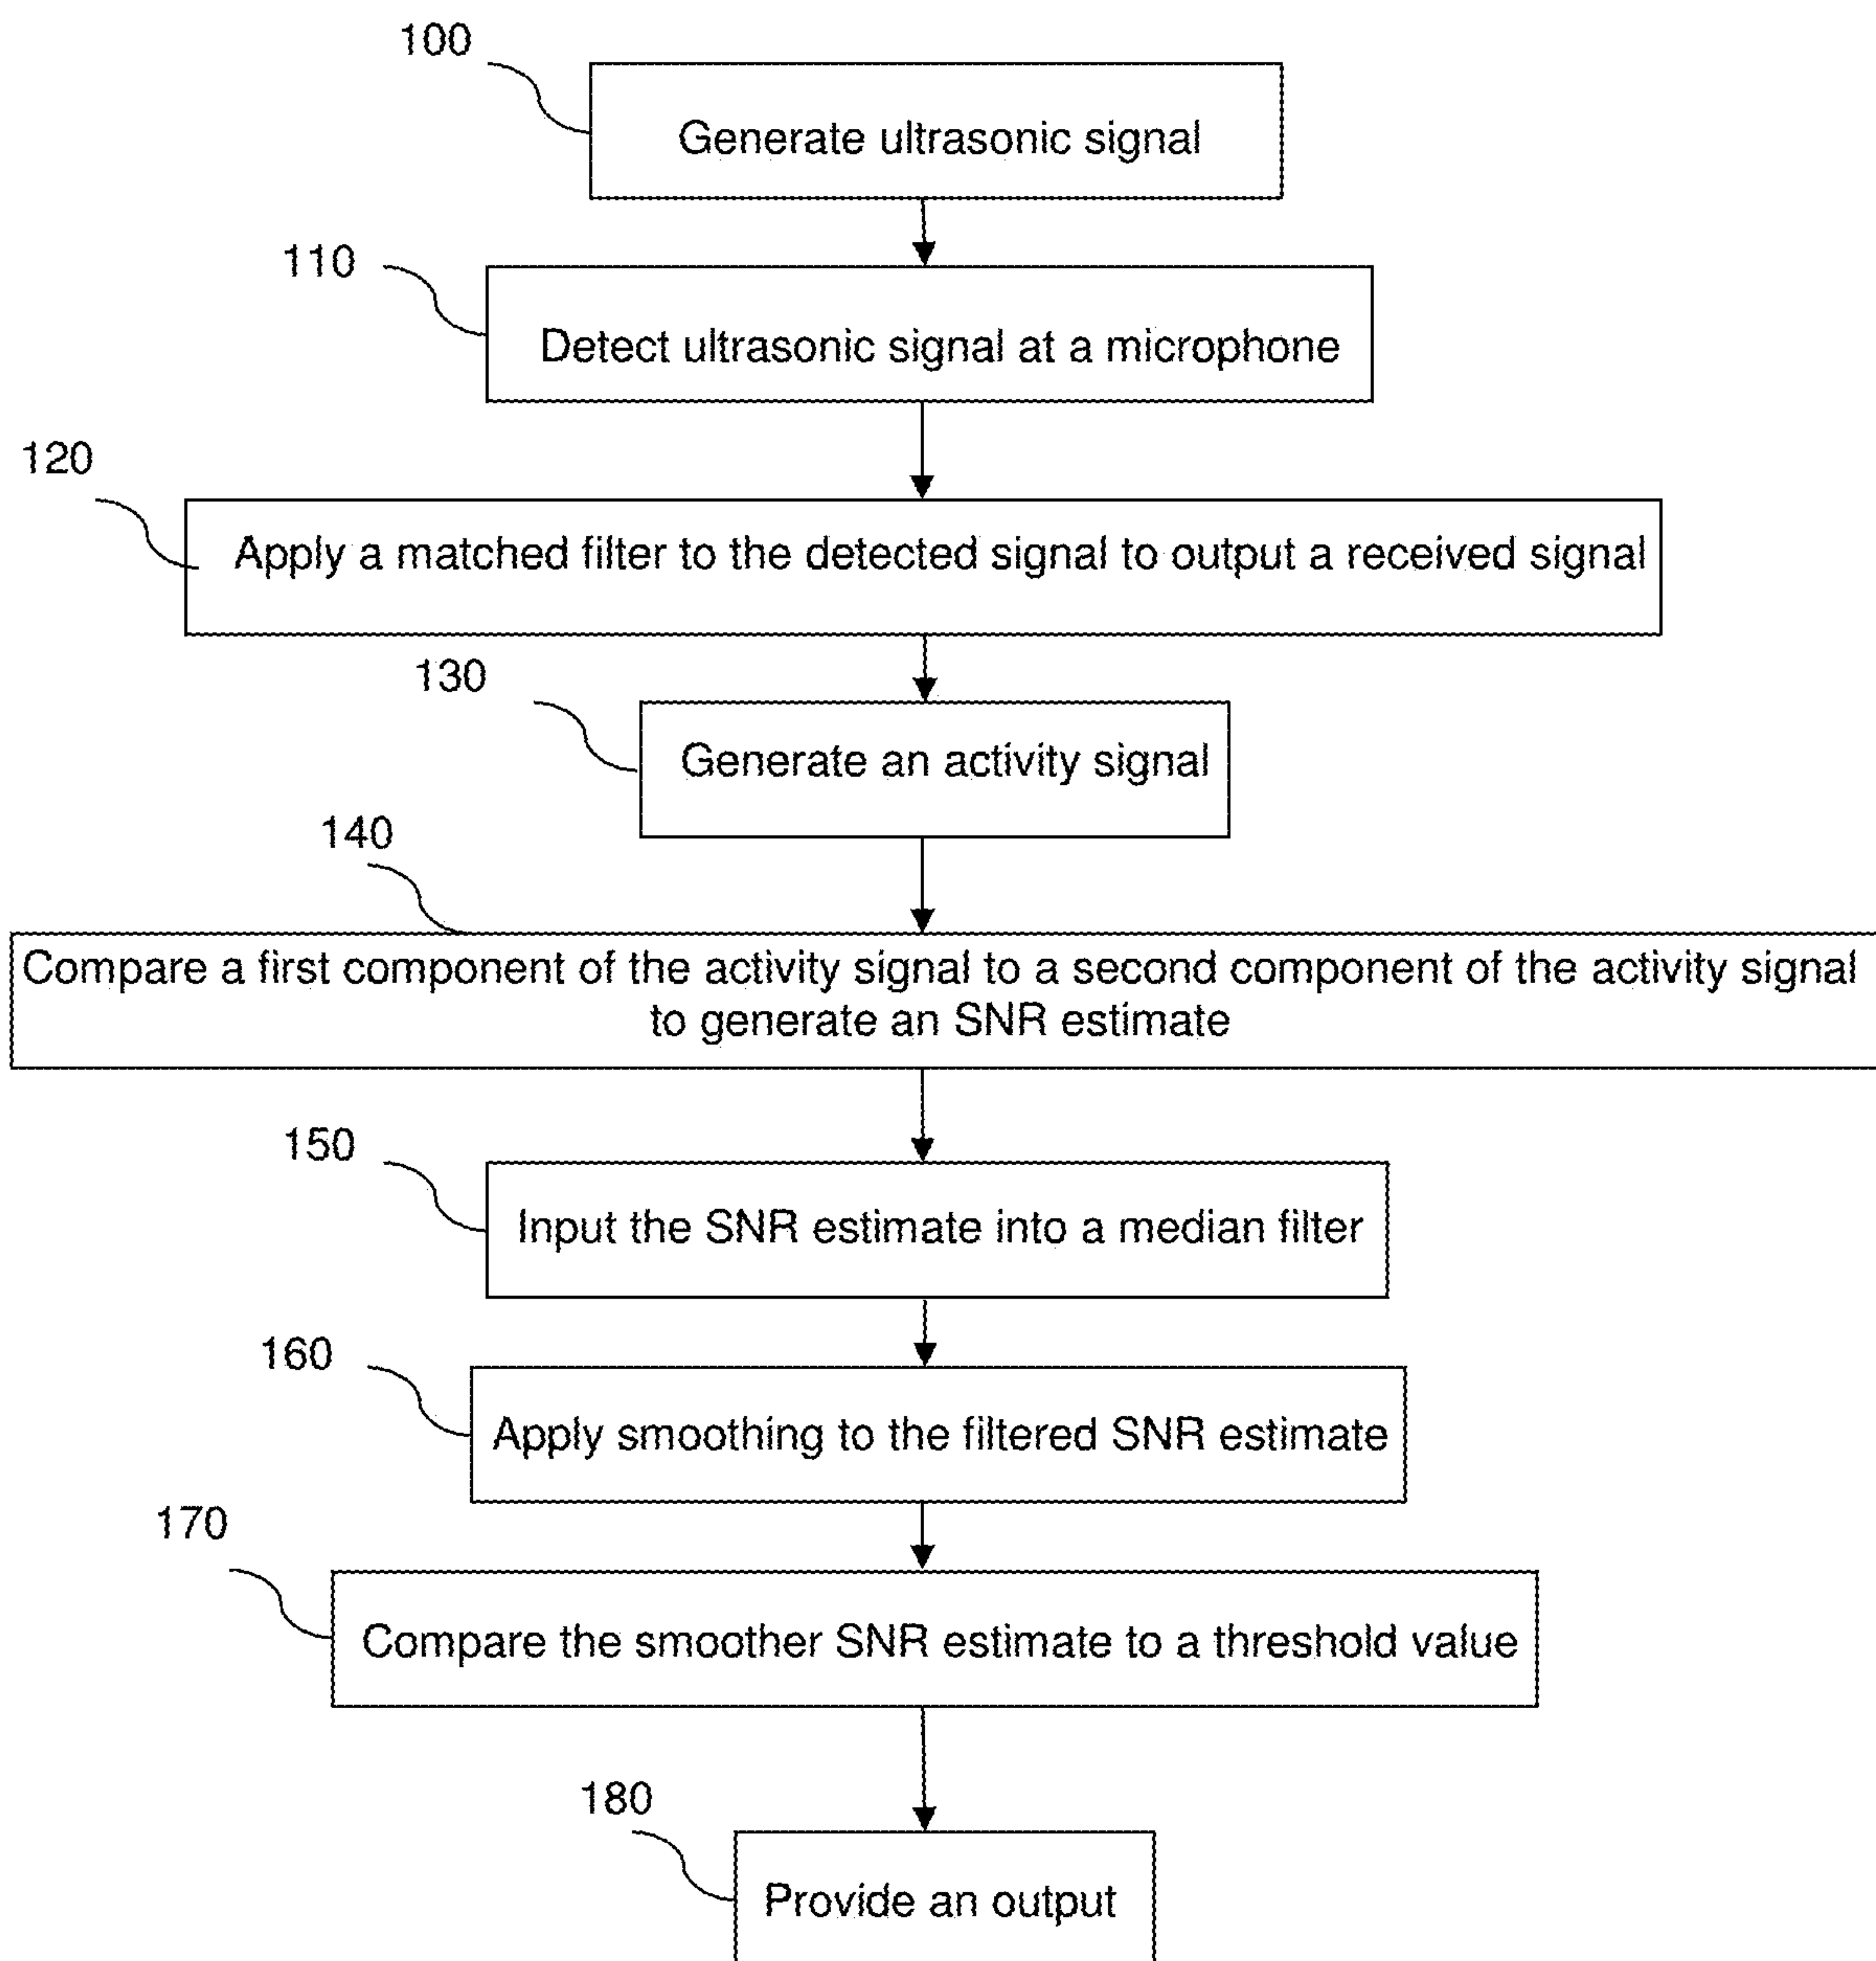 100
Generate ultrasonic signal
110
Detect ultrasonic signal at a microphone
120
Apply a matched filter to the detected signal to output a received signal
130
Generate an activity signal
140
Compare a first component of the activity signal to a second component of the activity signal
to generate an SNR estimate
150
Input the SNR estimate into a median filter
160
Apply smoothing to the filtered SNR estimate
170
Compare the smoother SNR estimate to a threshold value
180
Provide an output